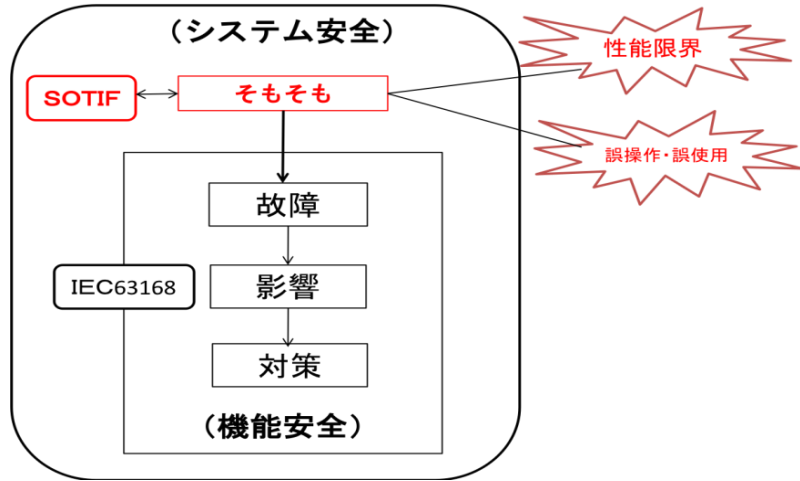 （システム安全）
性能限界
SOTIF
そもそも
誤操作・誤使用
故障
IEC63168
影響
対策
（機能安全）